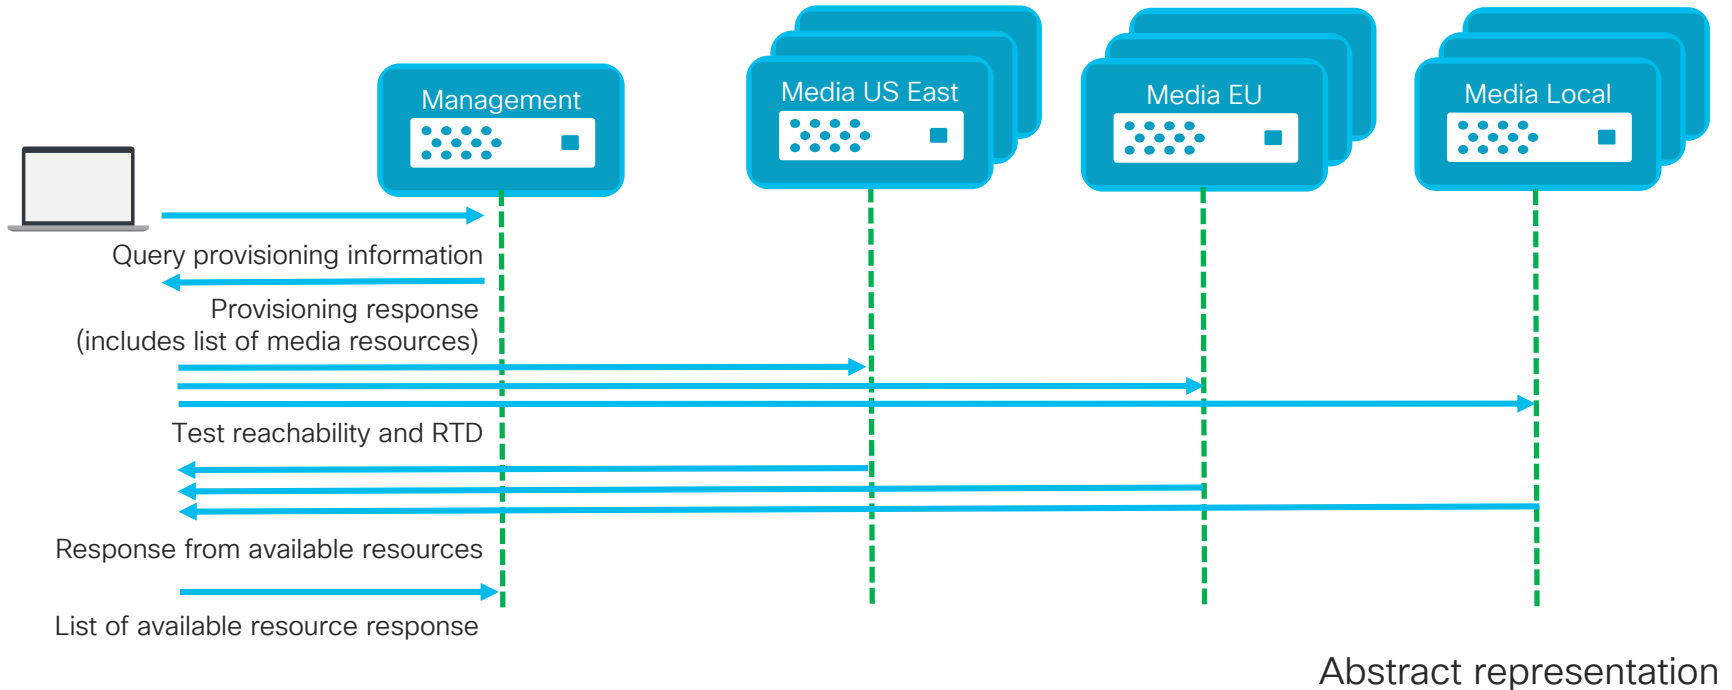 Management
Media US East
Media EU
Media Local
Query provisioning information
Provisioning response
(includes list of media resources)
Test reachability and RTD
Response from available resources
List of available resource response
Abstract representation